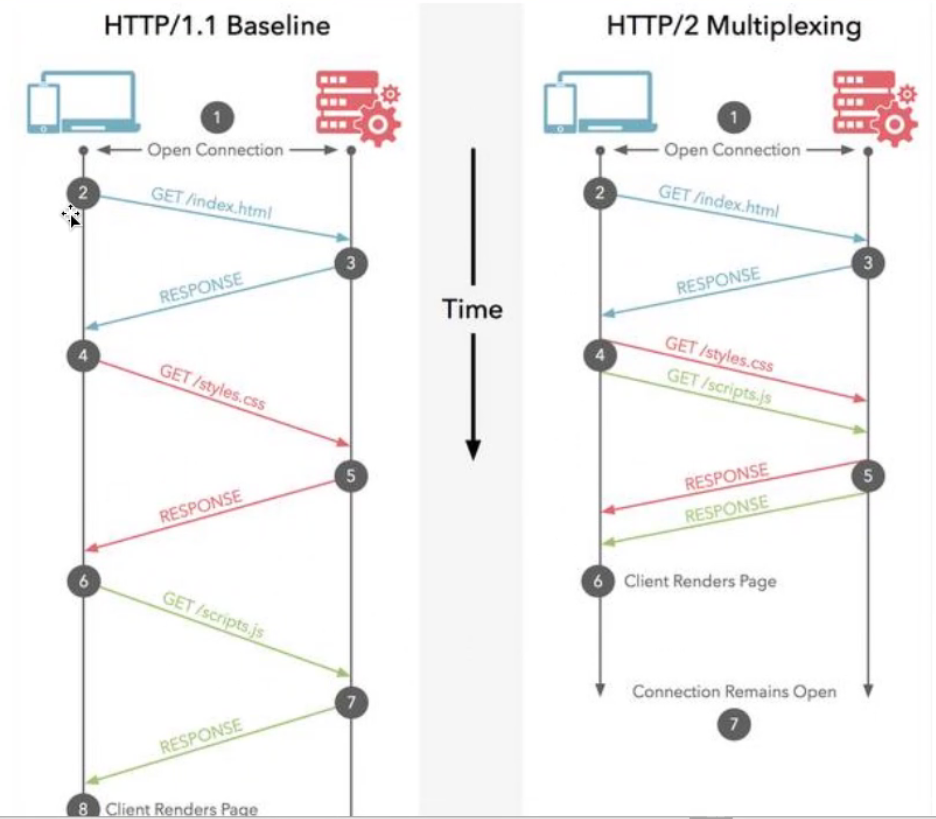 HTTP/1.1 Baseline
1
Open Connection
2
GET /index.html
3
RESPONSE
4
GET /styles.css
5
RESPONSE
6
GET /scripts.js
7
RESPONSE
8 Client Renders Page
Time
HTTP/2 Multiplexing
1
Open Connection
2
GET /index.html
3
RESPONSE
4
GET /styles.css
GET /scripts.js
5
RESPONSE
RESPONSE
6 Client Renders Page
Connection Remains Open
7